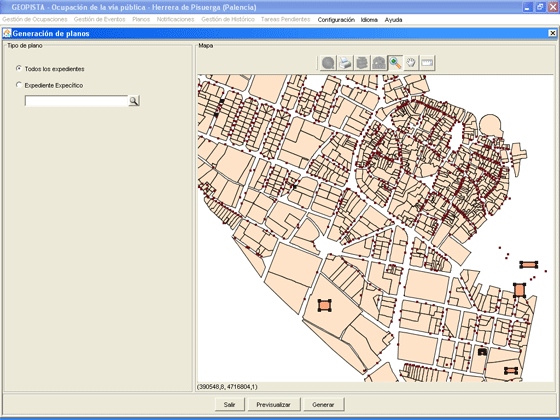 GEOPISTA - Ocupación de la vía pública - Herrera de Pisuerga (Palencia)
Gestión de Ocupaciones Gestión de Eventos Planos Notificaciones Gestión de Histórico Tareas Pendientes Configuración Idioma Ayuda
Generación de planos
Tipo de plano
Mapa
Todos los expedientes
Expediente Expecífico
(390548,8, 4716804,1)
Salir Previsualizar Generar